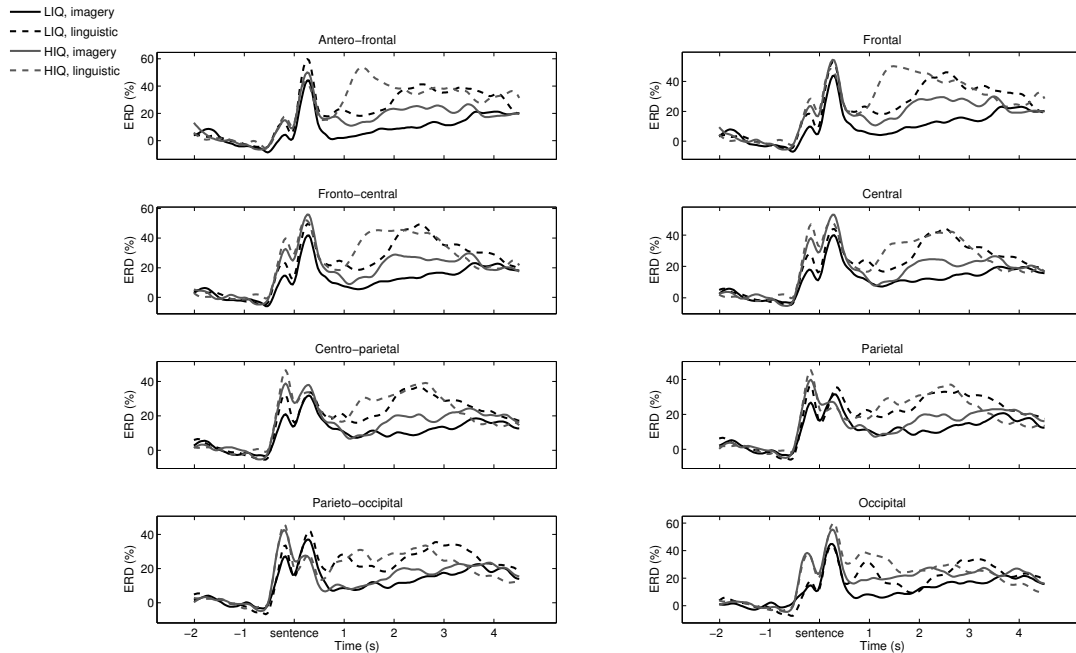 LIQ, imagery
LIQ, linguistic
HIQ, imagery
HIQ, linguistic
Antero−frontal
ERD (%)
60
40
20
0
Frontal
ERD (%)
40
20
0
Fronto−central
ERD (%)
60
40
20
0
Central
ERD (%)
40
20
0
Centro−parietal
ERD (%)
40
20
0
Parietal
ERD (%)
40
20
0
Parieto−occipital
ERD (%)
40
20
0
−2 −1 sentence 1 2 3 4
Time (s)
Occipital
ERD (%)
60
40
20
0
−2 −1 sentence 1 2 3 4
Time (s)